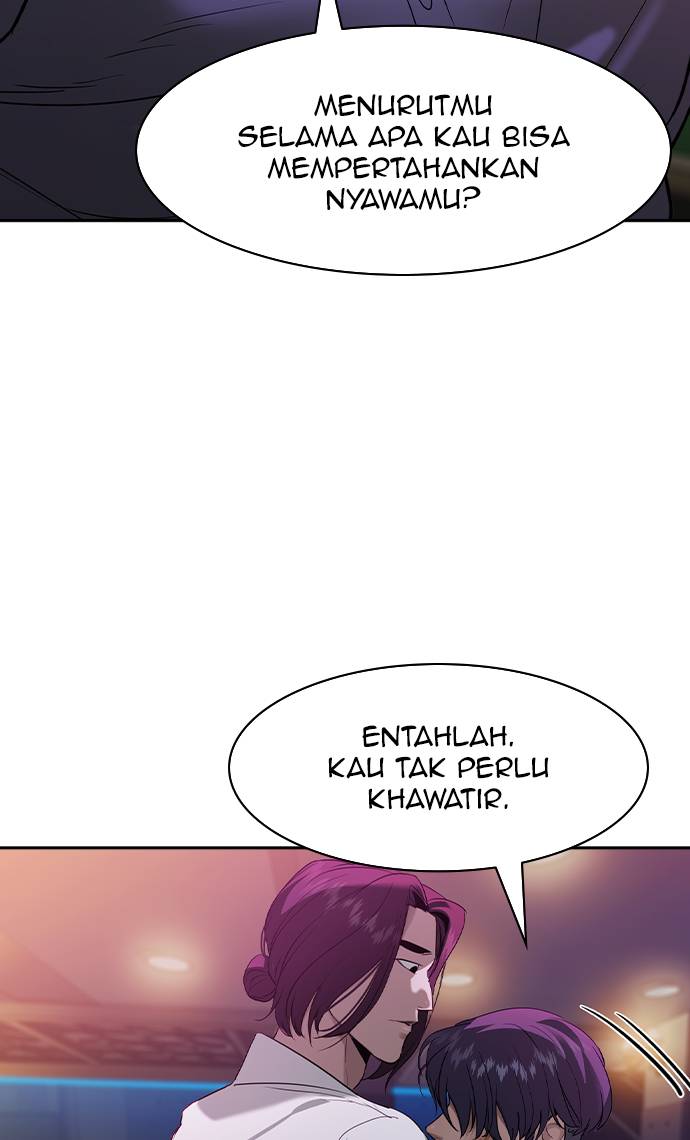 MENURUTMU
SELAMA APA KAU BISA
MEMPERTAHANKAN
NYAWAMU?
ENTAHLAH.
KAU TAK PERLU
KHAWATIR.